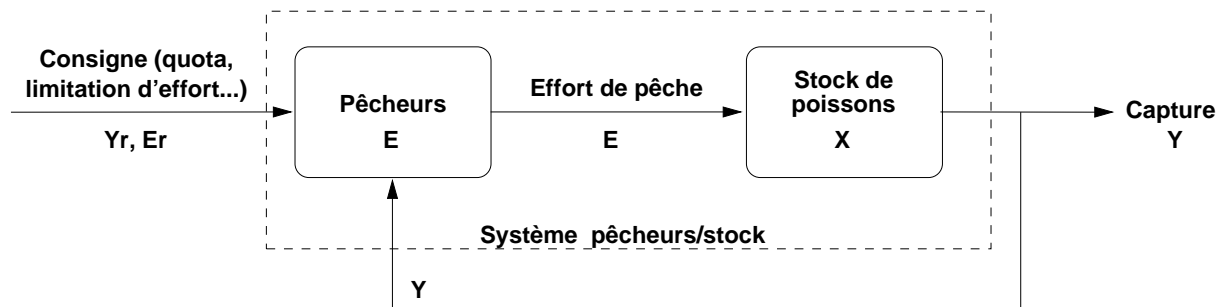 Consigne (quota,
limitation d'effort...)
Yr, Er
Pêcheurs
E
Effort de pêche
E
Stock de
poissons
X
Capture
Y
Système pêcheurs/stock
Y